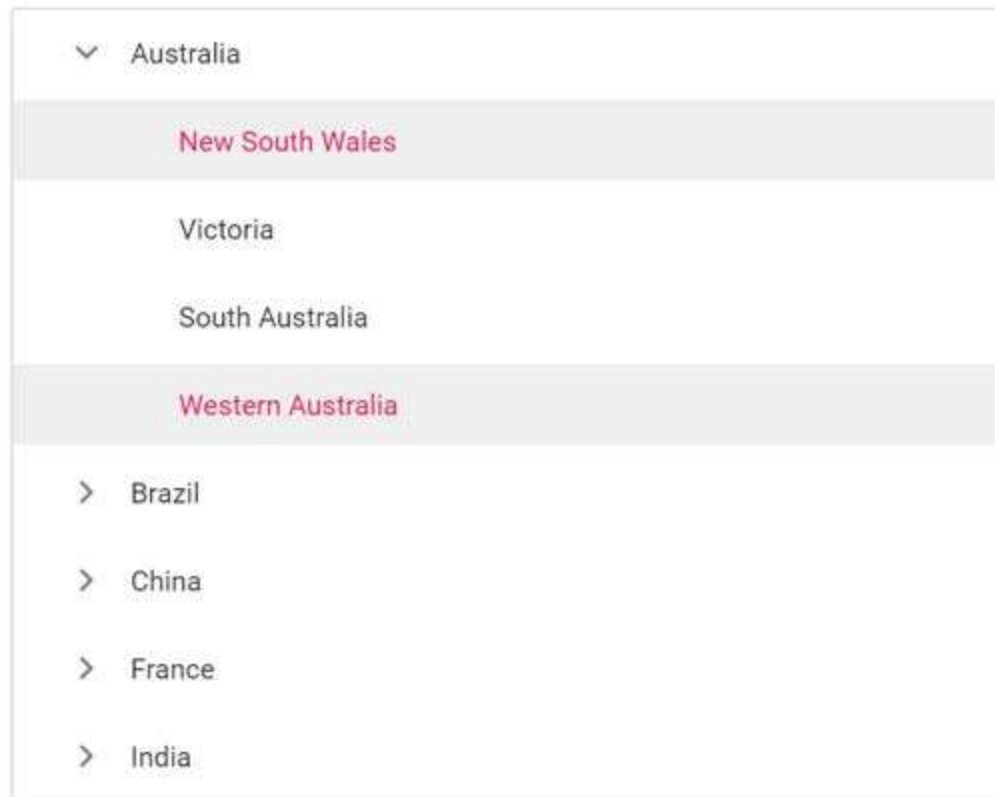 Australia
New South Wales
Victoria
South Australia
Western Australia
Brazil
China
France
India